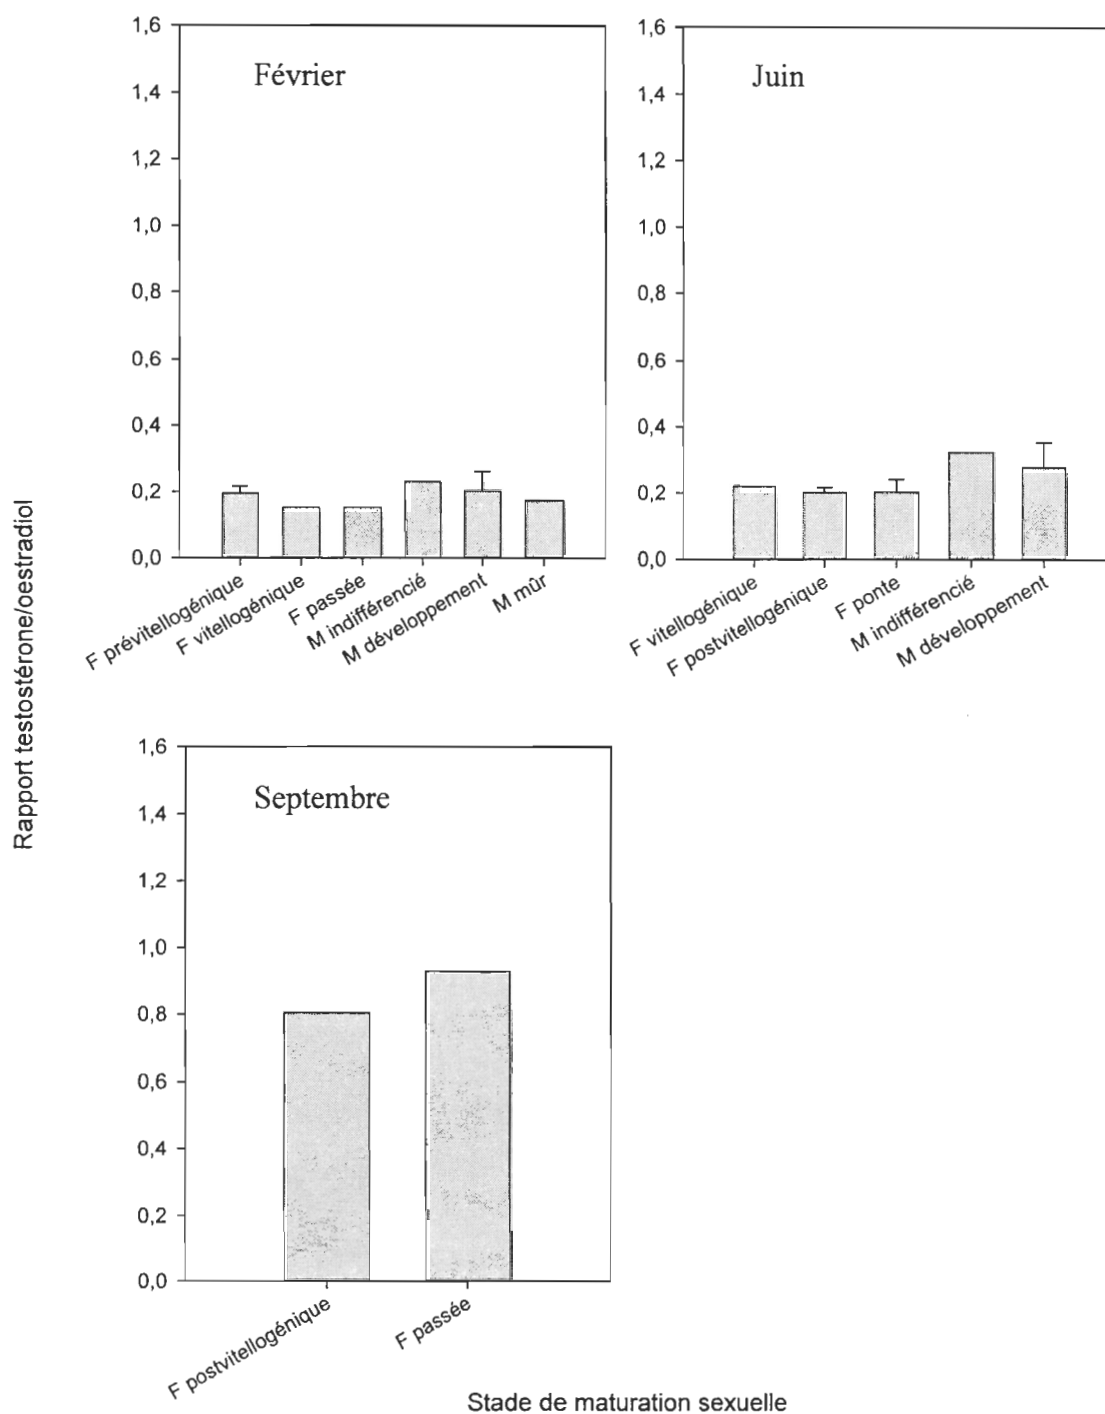 Février
1,6
1,4
1,2
1,0
0,8
0,6
0,4
0,2
0,0
F prévitellogénique
F vitellogénique
F passée
M indifférencié
M développement
M mûr
Juin
1,6
1,4
1,2
1,0
0,8
0,6
0,4
0,2
0,0
F vitellogénique
F postvitellogénique
F ponte
M indifférencié
M développement
Rapport testostérone/oestradiol
Septembre
1,6
1,4
1,2
1,0
0,8
0,6
0,4
0,2
0,0
F postvitellogénique
F passée
Stade de maturation sexuelle